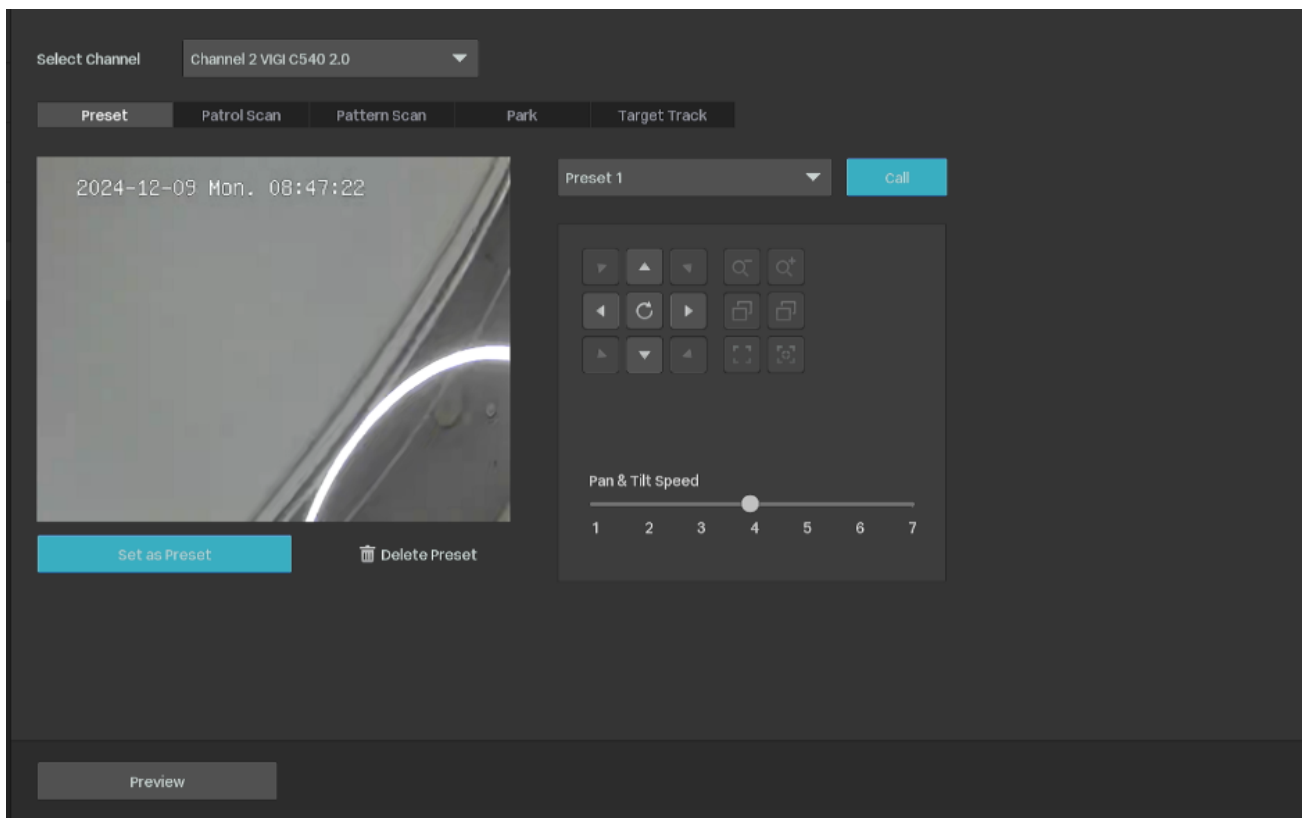 Select Channel
Channel 2 VIGI C540 2.0
Preset
Patrol Scan
Pattern Scan
Park
Target Track
2024-12-09 Mon. 08:47:22
Preset 1
Call
Pan & Tilt Speed
1 2 3 4 5 6 7
Set as Preset
Delete Preset
Preview